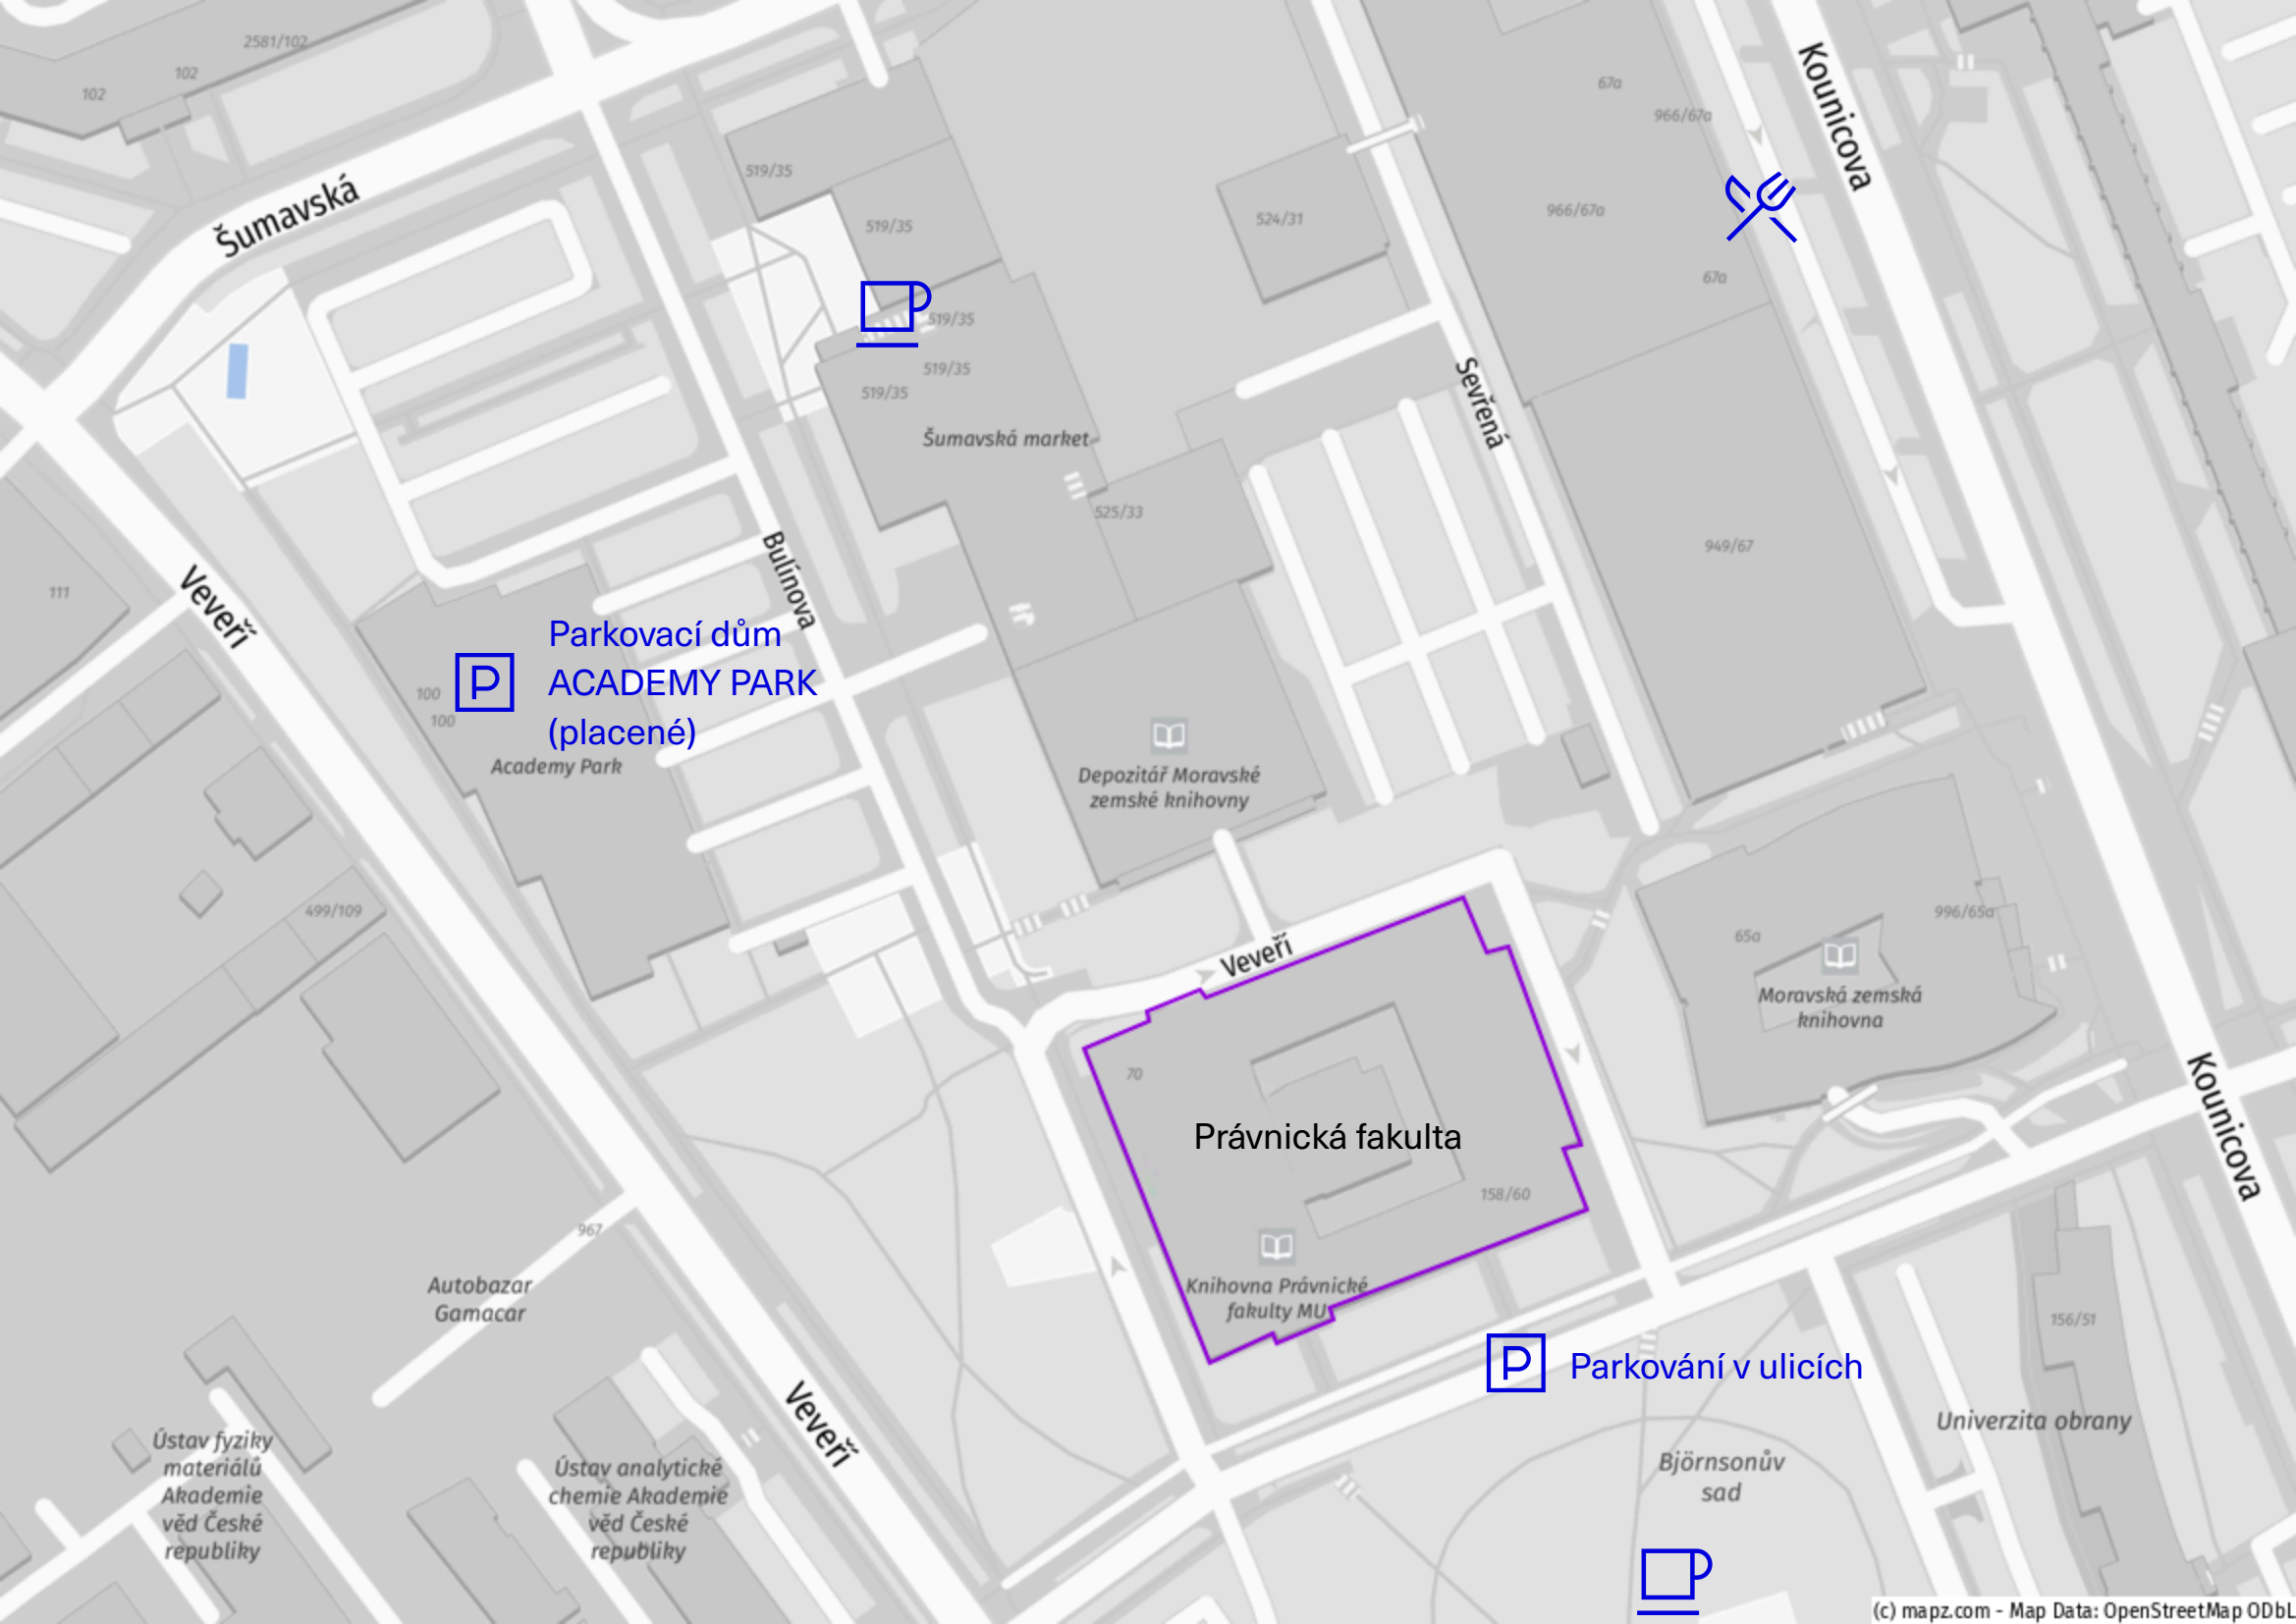 2581/102
102
102
Šumavská
519/35
519/35
519/35
519/35
519/35
Šumavská market
524/31
525/33
67a
966/67a
966/67a
67a
949/67
Kounicova
Sevřená
Bulínova
111
Veveří
Parkovací dům
ACADEMY PARK
(placené)
P
100
100
Academy Park
Depozitář Moravské
zemské knihovny
499/109
Veveří
65a
996/65a
Moravská zemská
knihovna
Kounicova
70
Právnická fakulta
158/60
Knihovna Právnické
fakulty MU
967
Autobazar
Gamacar
P
Parkování v ulicích
156/51
Univerzita obrany
Björnsonův
sad
Veveří
Ústav fyziky
materiálů
Akademie
věd České
republiky
Ústav analytické
chemie Akademie
věd České
republiky
(c) mapz.com - Map Data: OpenStreetMap ODbL